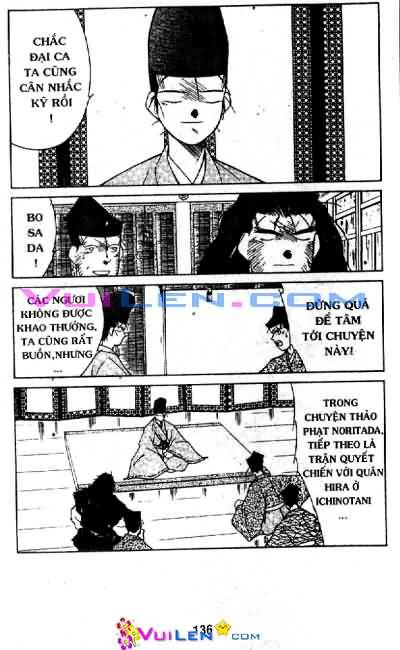 CHẮC
ĐẠI CA
TA CŨNG
CÂN NHẮC
KỸ RỒI
!
BO
SA
DA !
CÁC NGƯƠI
KHÔNG ĐƯỢC
KHAO THƯỞNG,
TA CŨNG RẤT
BUỒN,NHƯNG
...
ĐỪNG QUÁ
ĐỂ TÂM
TỚI CHUYỆN
NÀY!
VUILEN.COM
TRONG
CHUYỆN THẢO
PHẠT NORITADA,
TIẾP THEO LÀ
TRẬN QUYẾT
CHIẾN VỚI QUÂN
HIRA Ở
ICHINOTANI
...
136
VUILEN.COM